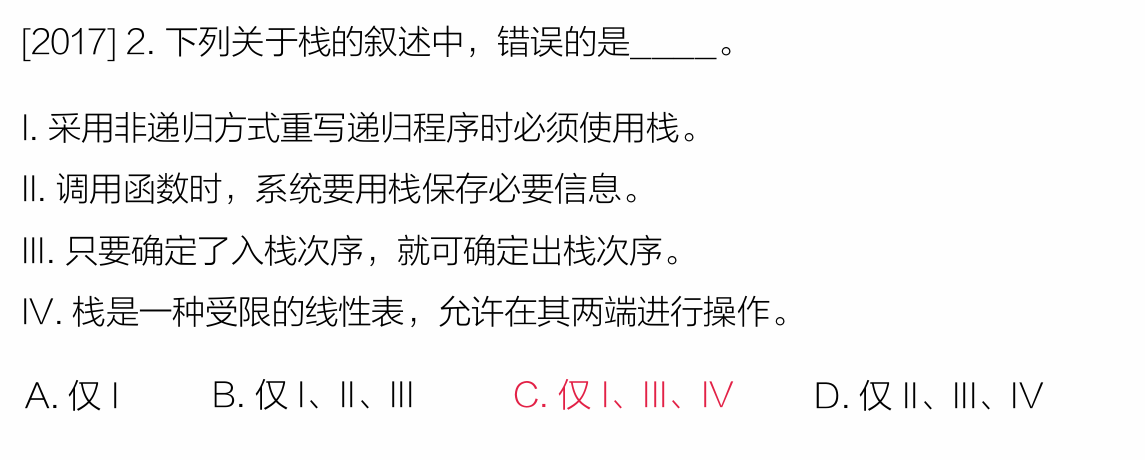 [2017] 2. 下列关于栈的叙述中，错误的是_____。
I. 采用非递归方式重写递归程序时必须使用栈。
II. 调用函数时，系统要用栈保存必要信息。
III. 只要确定了入栈次序，就可确定出栈次序。
IV. 栈是一种受限的线性表，允许在其两端进行操作。
A. 仅 I B. 仅 I、II、III C. 仅 I、III、IV D. 仅 II、III、IV